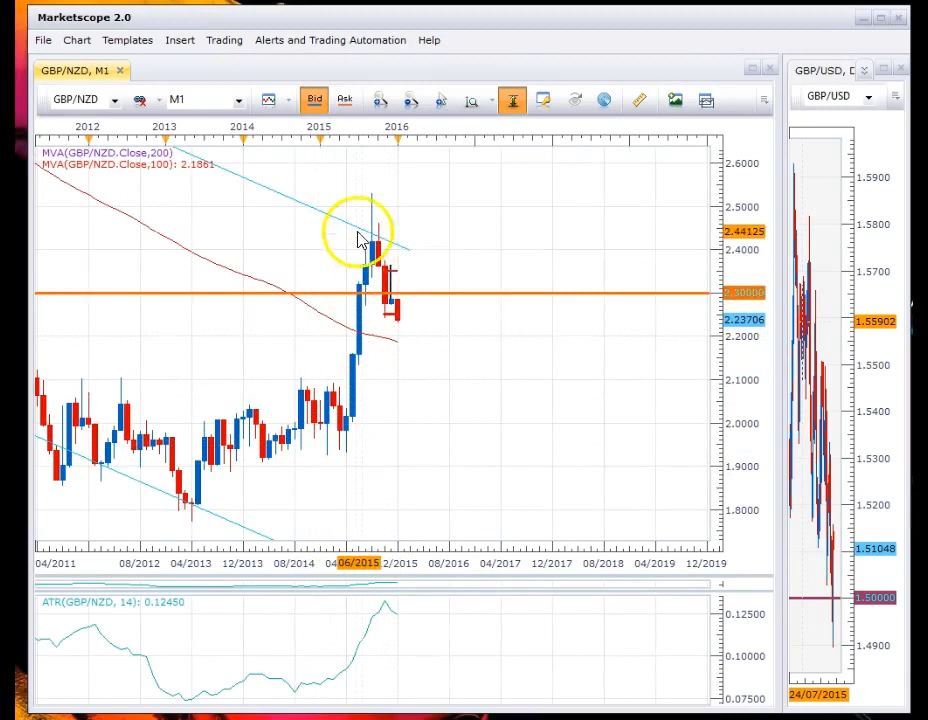 Marketscope 2.0
File Chart Templates Insert Trading Alerts and Trading Automation Help
GBP/NZD, M1
GBP/NZD M1 Bid Ask
2012 2013 2014 2015 2016
MVA(GBP/NZD.Close,200)
MVA(GBP/NZD.Close,100): 2.1861
2.6000
2.5000
2.44125
2.4000
2.30000
2.23706
2.2000
2.1000
2.0000
1.9000
1.8000
04/2011 08/2012 04/2013 12/2013 08/2014 06/2015 2/2015 08/2016 04/2017 12/2017 08/2018 04/2019 12/2019
ATR(GBP/NZD, 14): 0.12450
0.12500
0.10000
0.07500
GBP/USD, D
GBP/USD
1.5900
1.5800
1.5700
1.55902
1.5500
1.5400
1.5300
1.5200
1.51048
1.50000
1.4900
24/07/2015